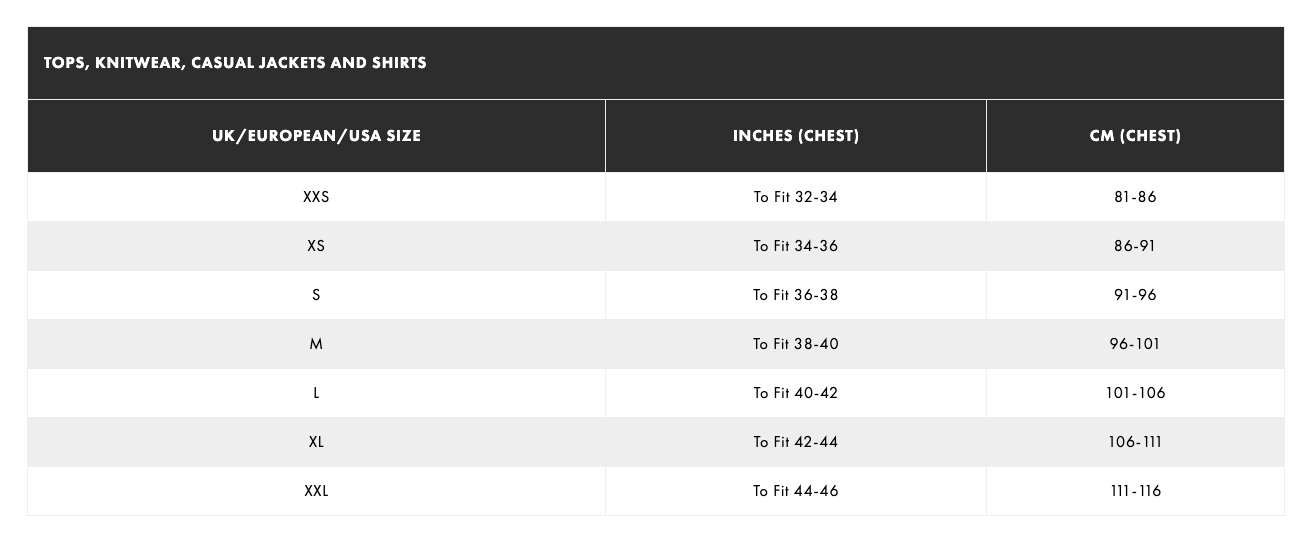 TOPS, KNITWEAR, CASUAL JACKETS AND SHIRTS
UK/EUROPEAN/USA SIZE INCHES (CHEST) CM (CHEST)
XXS To Fit 32-34 81-86
XS To Fit 34-36 86-91
S To Fit 36-38 91-96
M To Fit 38-40 96-101
L To Fit 40-42 101-106
XL To Fit 42-44 106-111
XXL To Fit 44-46 111-116